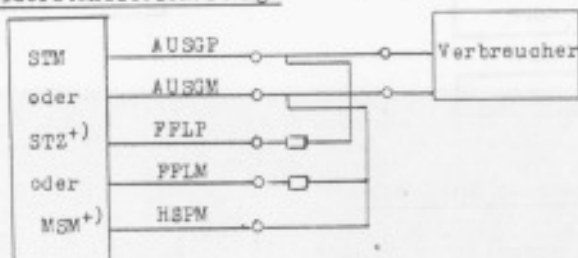 STM AUSGP Verbraucher
oder AUSGM
STZ+) FFLP
oder FFLM
MSM+) HSPM